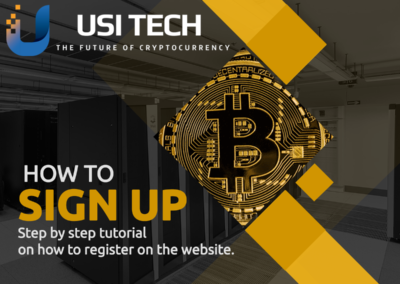 USI TECH
THE FUTURE OF CRYPTOCURRENCY
DECENTRALIZED
HOW TO
SIGN UP
Step by step tutorial
on how to register on the website.